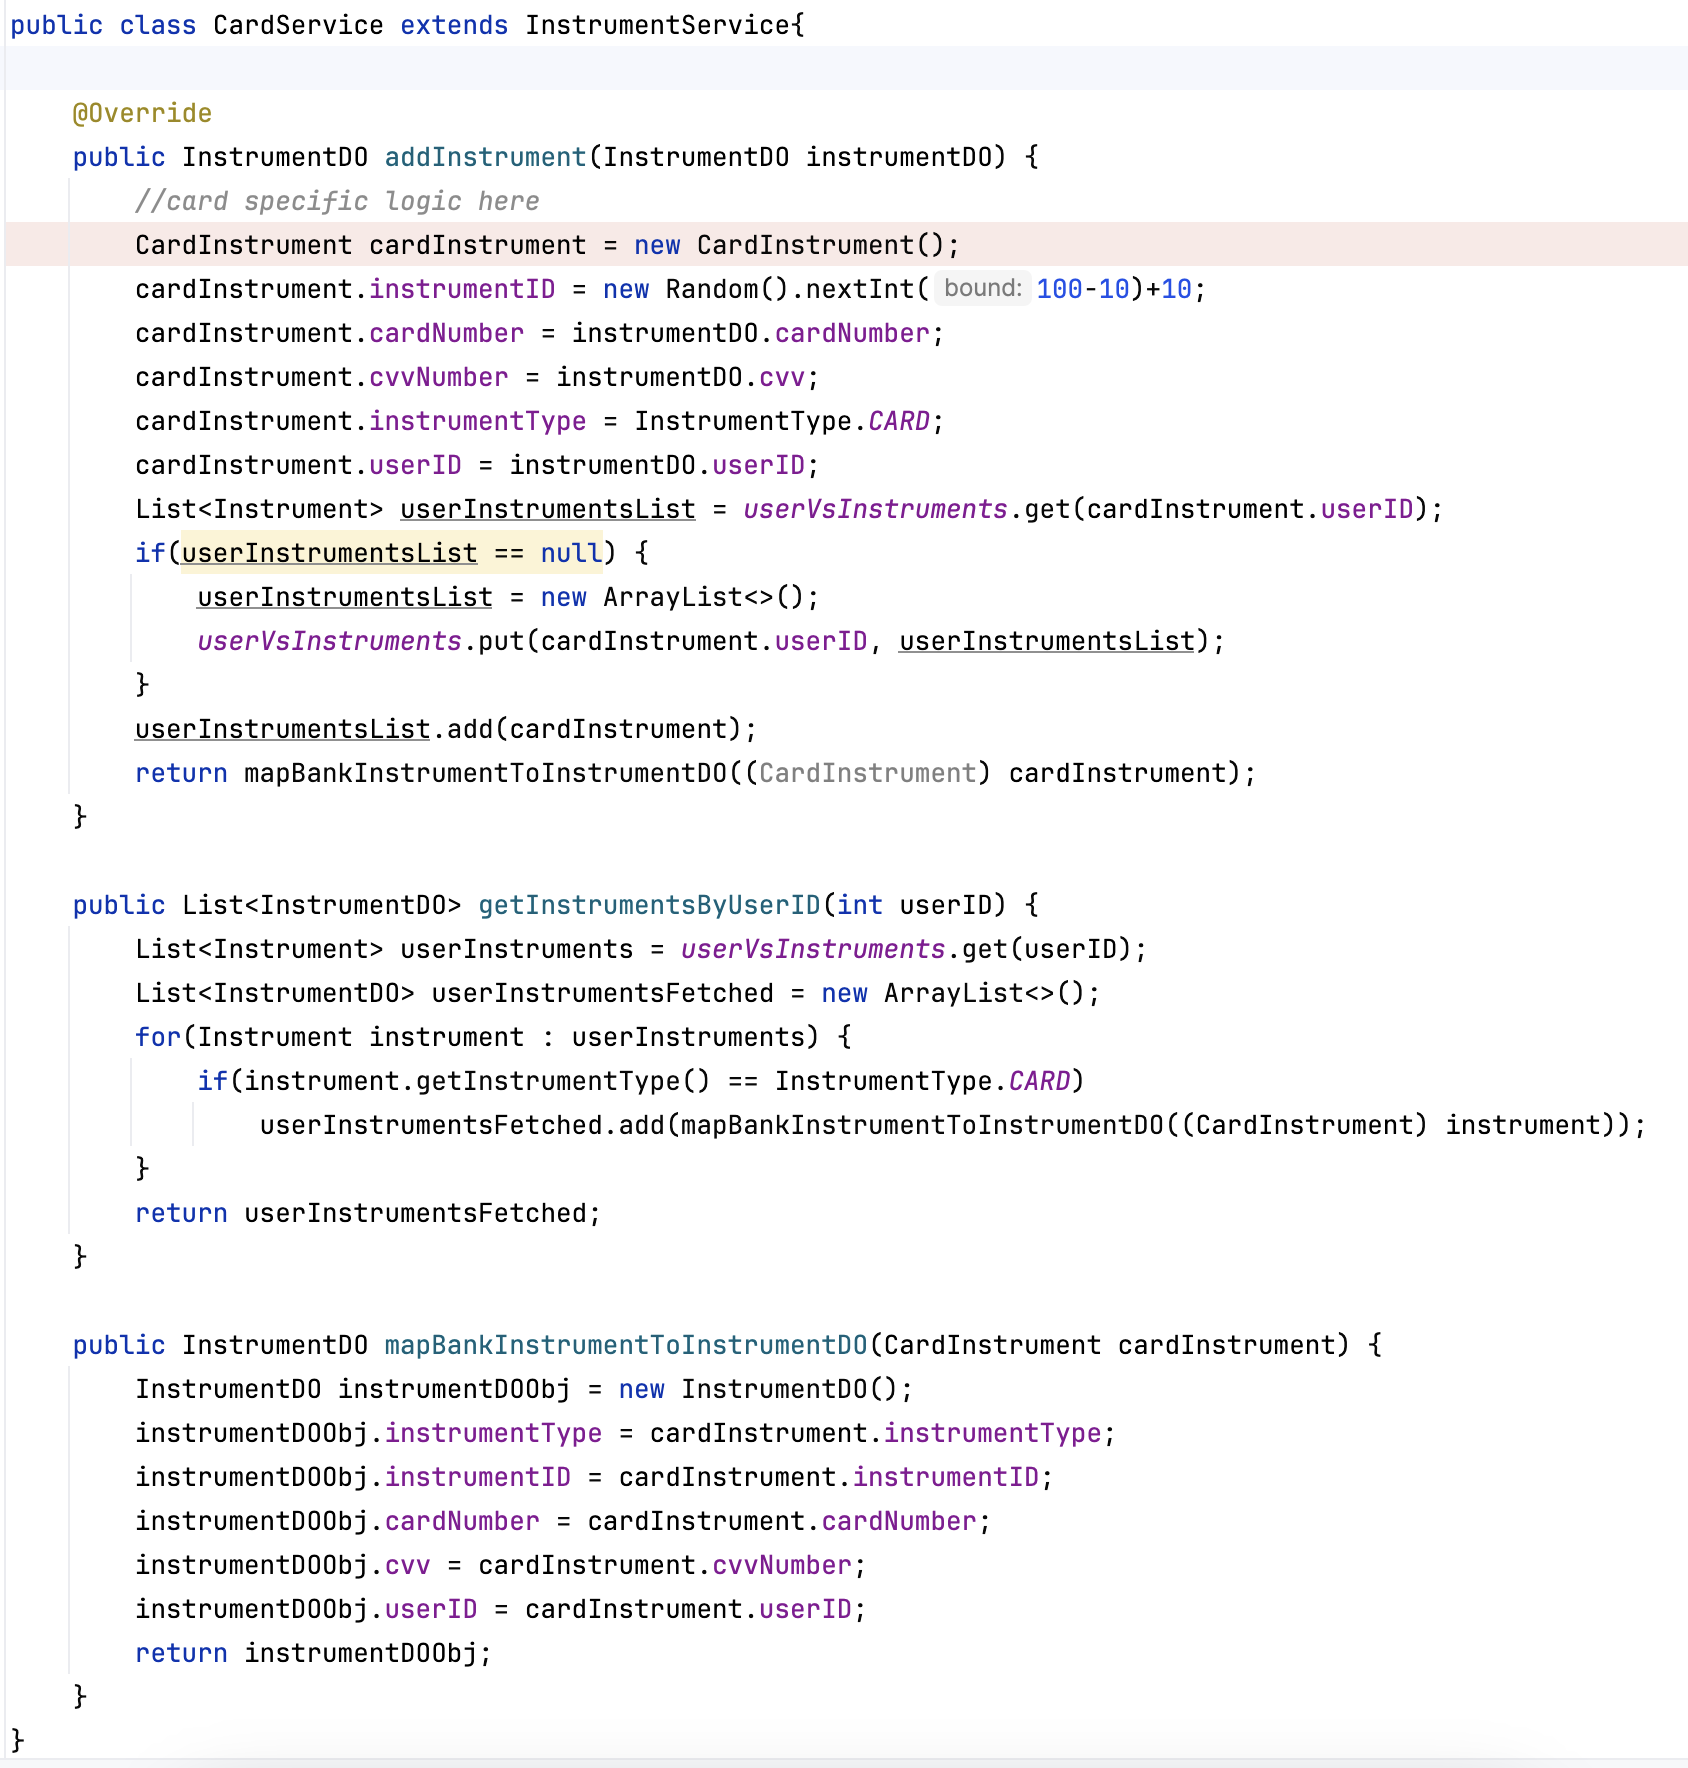 public class CardService extends InstrumentService{
@Override
public InstrumentDO addInstrument(InstrumentDO instrumentDO) {
//card specific logic here
CardInstrument cardInstrument = new CardInstrument();
cardInstrument.instrumentID = new Random().nextInt( bound: 100-10)+10;
cardInstrument.cardNumber = instrumentDO.cardNumber;
cardInstrument.cvvNumber = instrumentDO.cvv;
cardInstrument.instrumentType = InstrumentType.CARD;
cardInstrument.userID = instrumentDO.userID;
List<Instrument> userInstrumentsList = userVsInstruments.get(cardInstrument.userID);
if(userInstrumentsList == null) {
userInstrumentsList = new ArrayList<>();
userVsInstruments.put(cardInstrument.userID, userInstrumentsList);
}
userInstrumentsList.add(cardInstrument);
return mapBankInstrumentToInstrumentDO((CardInstrument) cardInstrument);
}
public List<InstrumentDO> getInstrumentsByUserID(int userID) {
List<Instrument> userInstruments = userVsInstruments.get(userID);
List<InstrumentDO> userInstrumentsFetched = new ArrayList<>();
for(Instrument instrument : userInstruments) {
if(instrument.getInstrumentType() == InstrumentType.CARD)
userInstrumentsFetched.add(mapBankInstrumentToInstrumentDO((CardInstrument) instrument));
}
return userInstrumentsFetched;
}
public InstrumentDO mapBankInstrumentToInstrumentDO(CardInstrument cardInstrument) {
InstrumentDO instrumentDOObj = new InstrumentDO();
instrumentDOObj.instrumentType = cardInstrument.instrumentType;
instrumentDOObj.instrumentID = cardInstrument.instrumentID;
instrumentDOObj.cardNumber = cardInstrument.cardNumber;
instrumentDOObj.cvv = cardInstrument.cvvNumber;
instrumentDOObj.userID = cardInstrument.userID;
return instrumentDOObj;
}
}